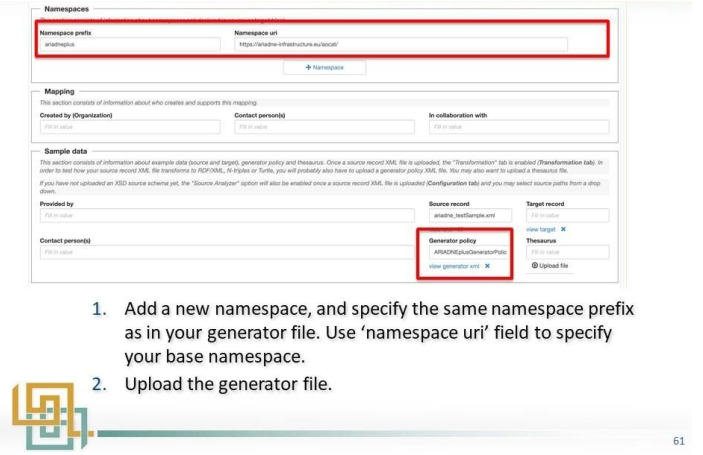 Namespaces
Namespace prefix
Namespace uri
ariadneplus
https://ariadne-infrastructure.eu/aocat/
+ Namespace
Mapping
This section consists of information about who creates and supports this mapping.
Created by (Organization)
Contact person(s)
In collaboration with
Fill in value
Fill in value
Fill in value
Sample data
This section consists of information about example data (source and target), generator policy and thesaurus. Once a source record XML file is uploaded, the "Transformation" tab is enabled (Transformation tab). In
order to test how your source record XML file transforms to RDF/XML, N-triples or Turtle, you will probably also have to upload a generator policy XML file. You may also want to upload a thesaurus file.
If you have not uploaded an XSD source schema yet, the "Source Analyzer" option will also be enabled once a source record XML file is uploaded (Configuration tab) and you may select source paths from a drop
down.
Provided by
Source record
Target record
Fill in value
ariadne_testSample.xml
Fill in value
view target ✖
Contact person(s)
Generator policy
Thesaurus
Fill in value
ARIADNEplusGeneratorPolic
Fill in value
view generator xml ✖
Upload file
1. Add a new namespace, and specify the same namespace prefix
as in your generator file. Use ‘namespace uri’ field to specify
your base namespace.
2. Upload the generator file.
61